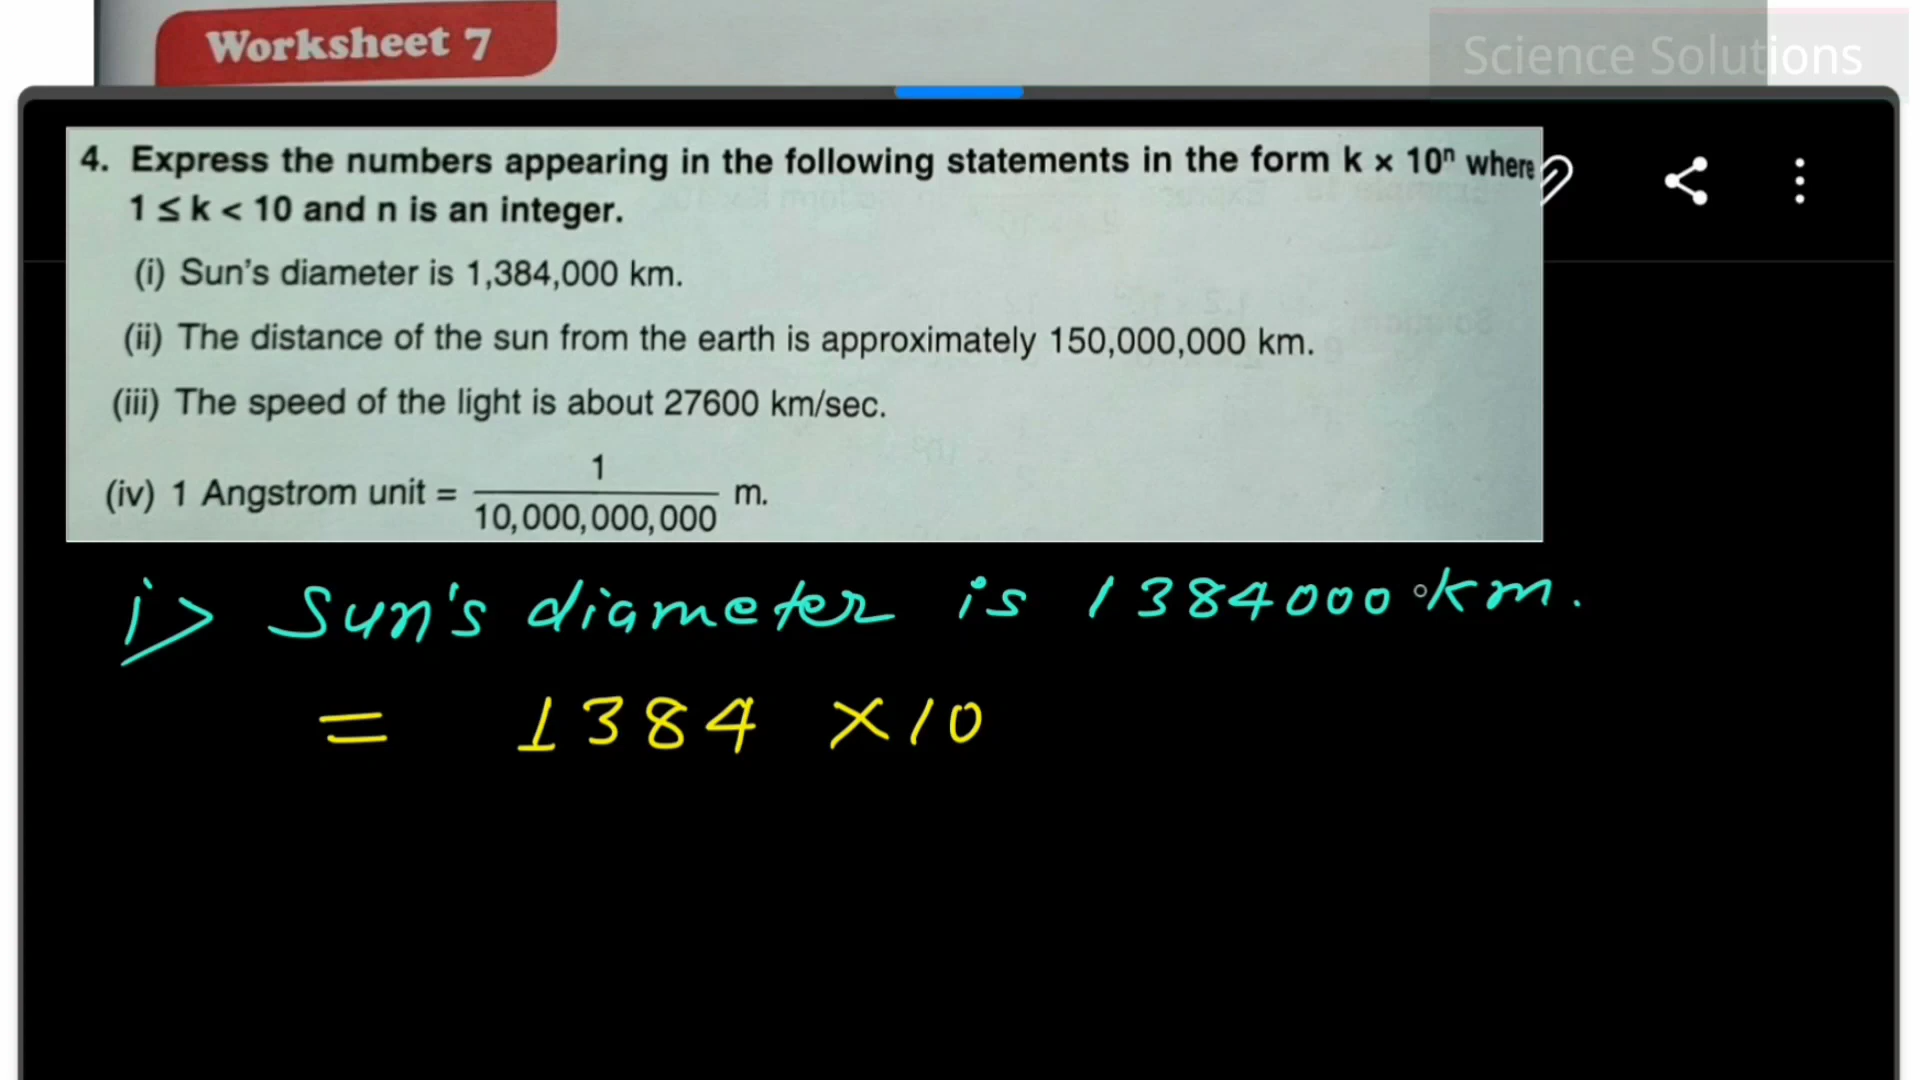 Worksheet 7
Science Solutions
4. Express the numbers appearing in the following statements in the form k × 10ⁿ where
1 ≤ k < 10 and n is an integer.
(i) Sun's diameter is 1,384,000 km.
(ii) The distance of the sun from the earth is approximately 150,000,000 km.
(iii) The speed of the light is about 27600 km/sec.
(iv) 1 Angstrom unit = 1/10,000,000,000 m.
i> Sun's diameter is 1384000 km.
= 1384 ×10